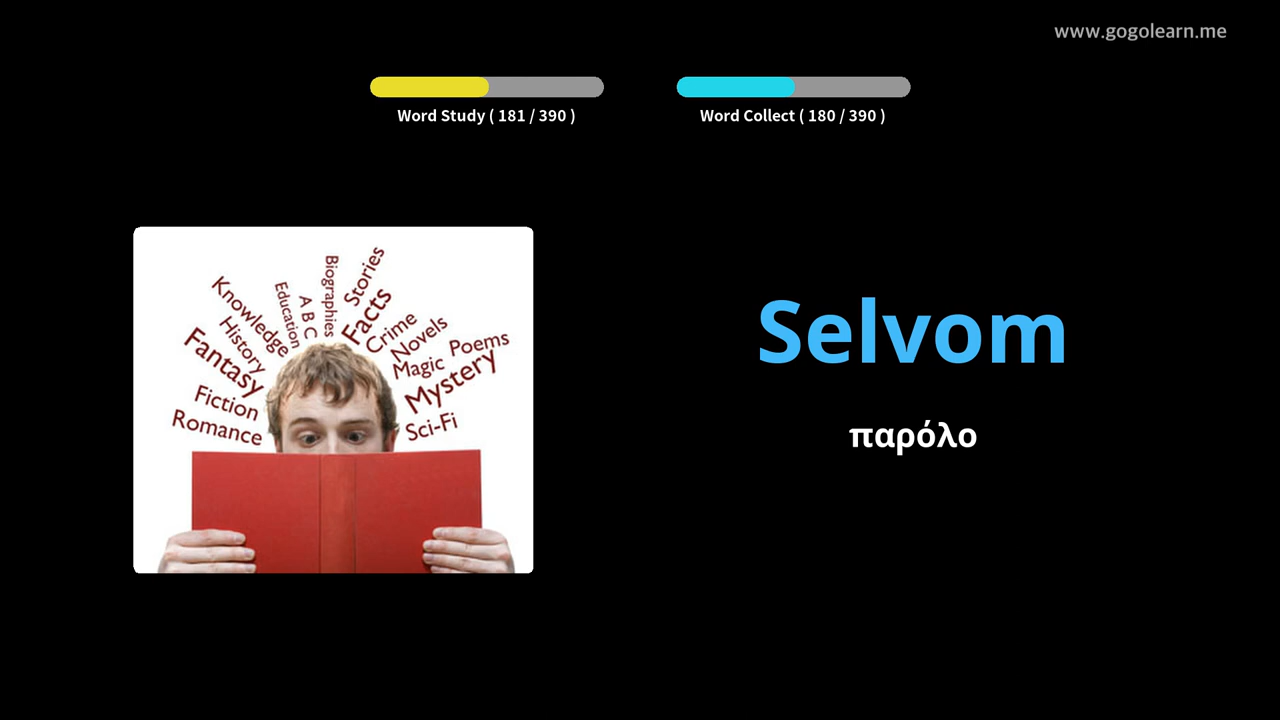 www.gogolearn.me
Word Study ( 181 / 390 )
Word Collect ( 180 / 390 )
Knowledge
Education
A B C
Biographies
Stories
Facts
Crime
Novels
Poems
History
Magic
Fantasy
Mystery
Fiction
Romance
Sci-Fi
Selvom
παρόλο